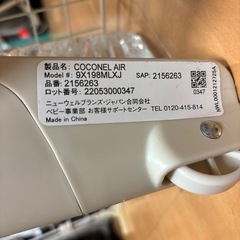 製品名: COCONEL AIR
Model #: 9X198MLXJ SAP: 2156263
品番: 2156263
ロット番号: 22053000347
0347
ニューウェルブランズ・ジャパン合同会社
ベビー事業部 お客様サポートセンター TEL 0120-415-814
Made in China
NWL0001212725A